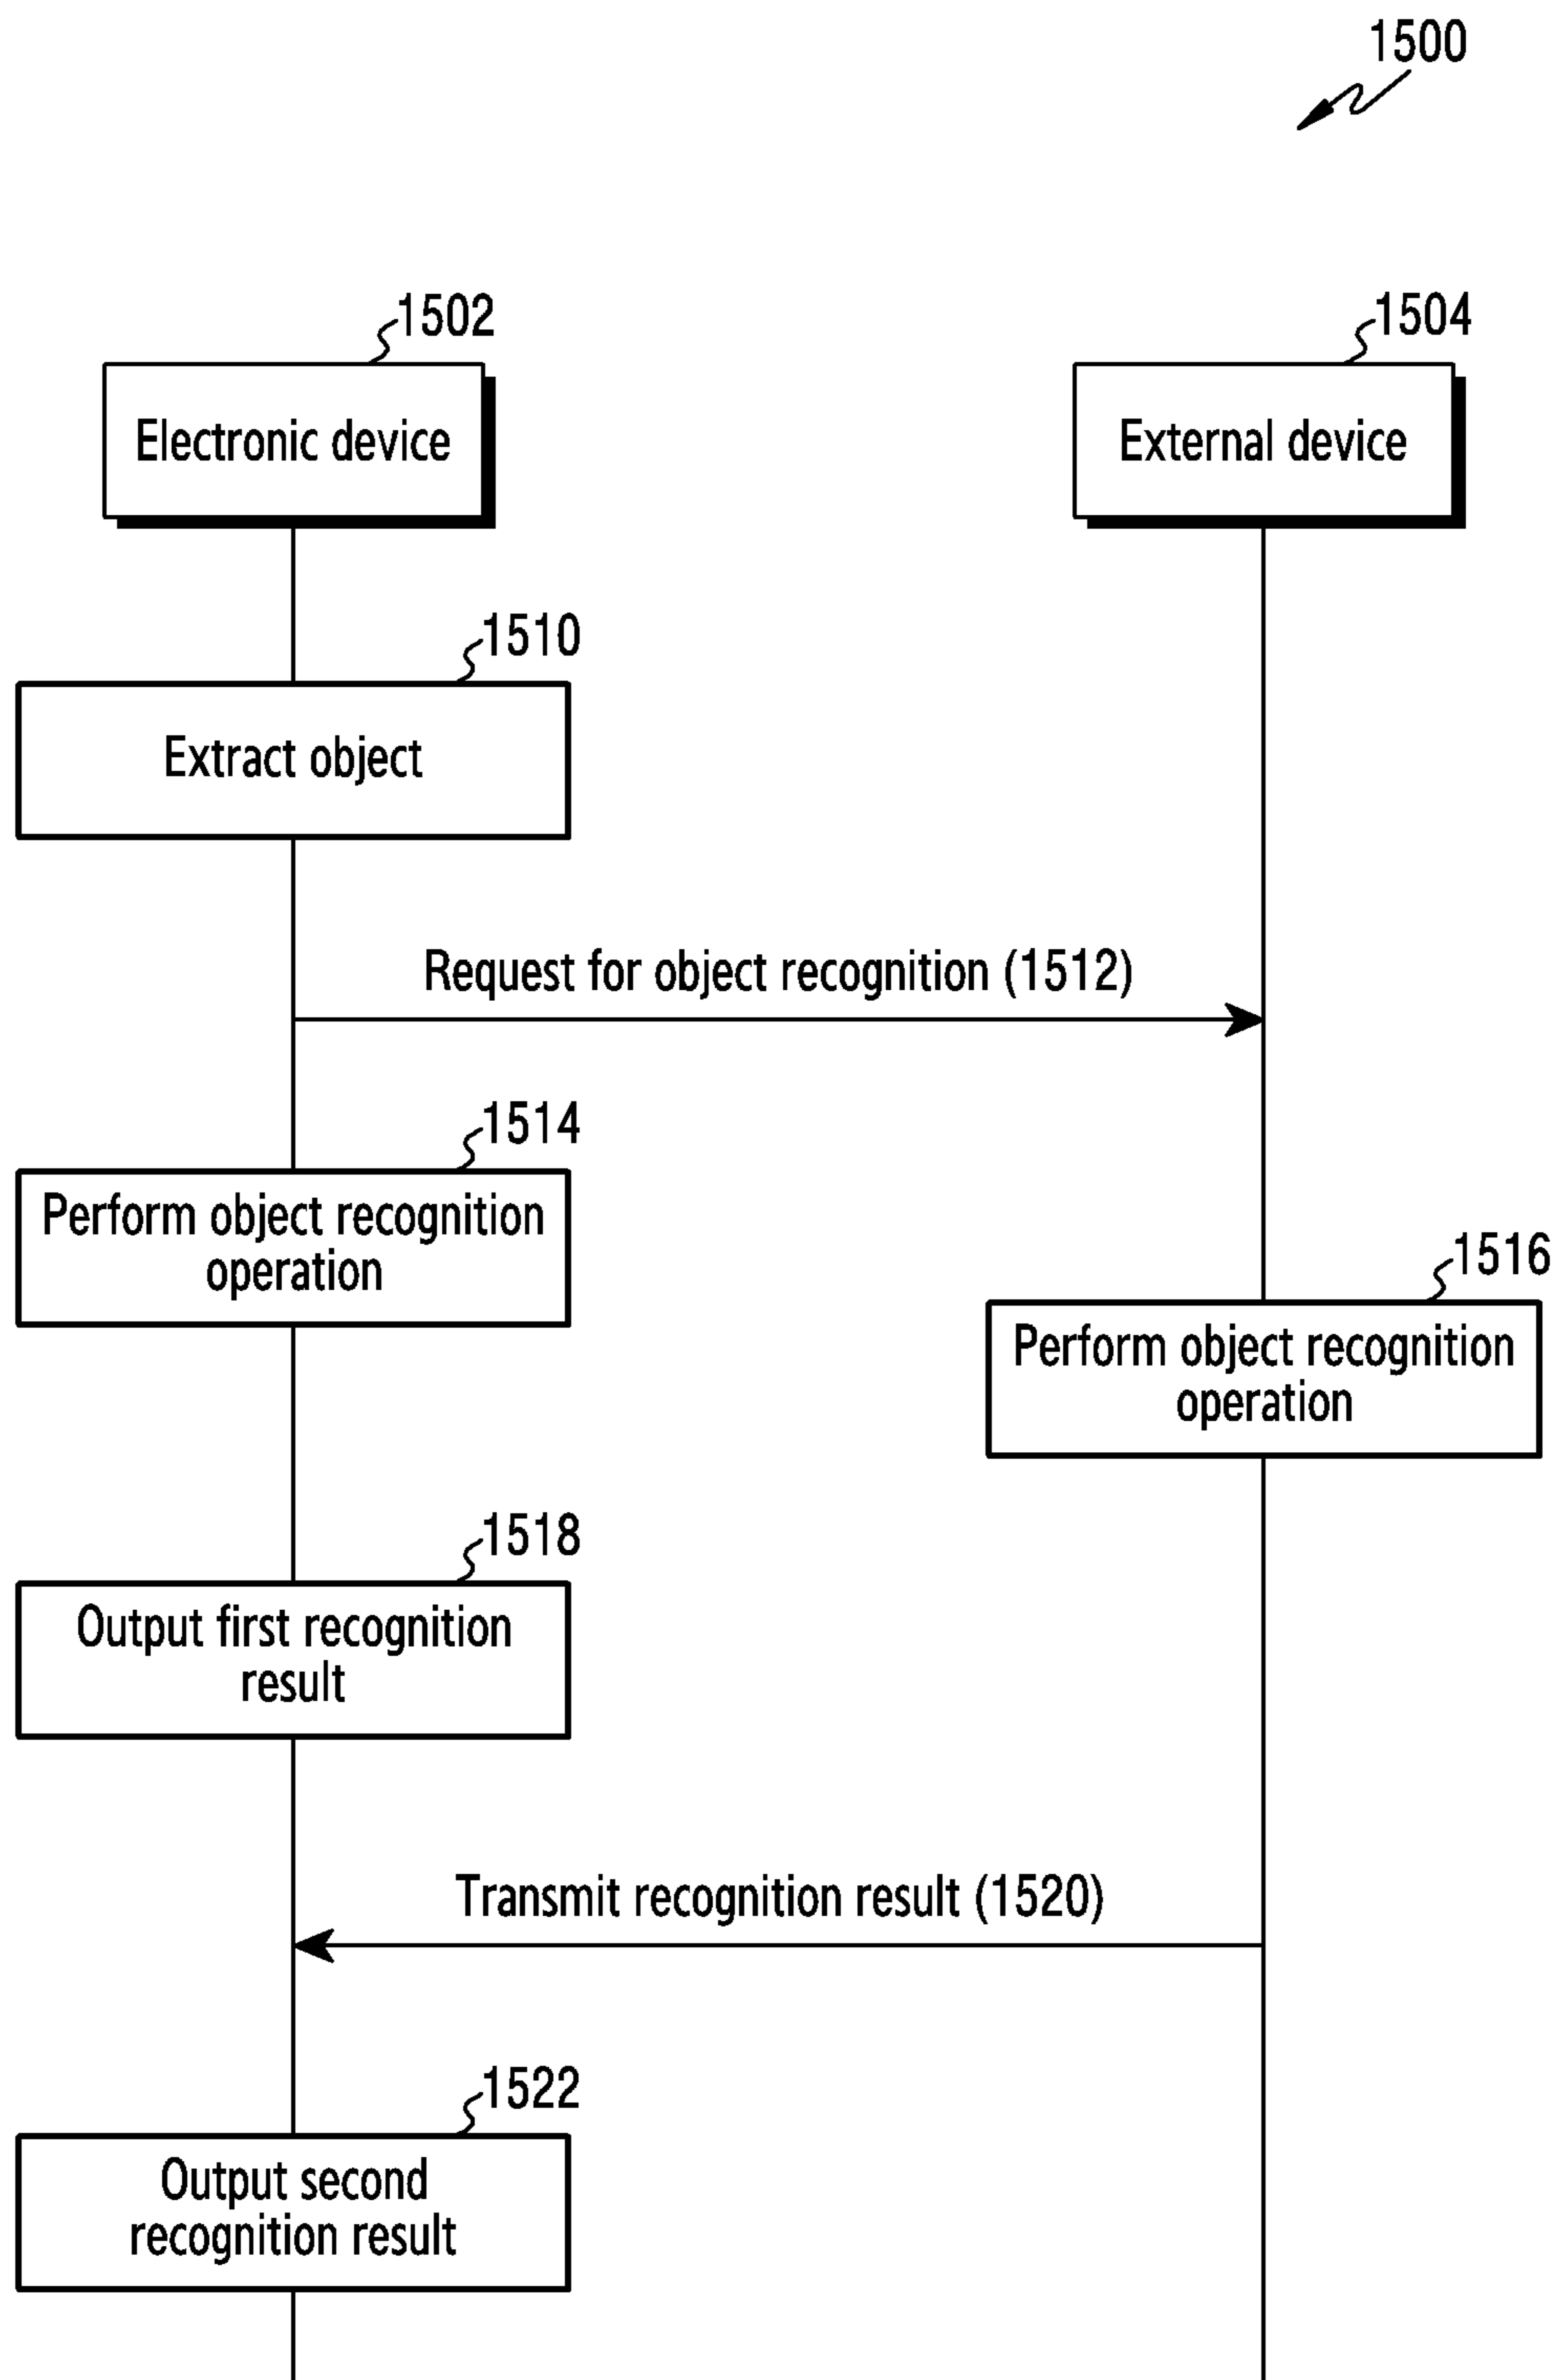 1500
1502
1504
Electronic device
External device
1510
Extract object
Request for object recognition (1512)
1514
Perform object recognition
operation
1516
Perform object recognition
operation
1518
Output first recognition
result
Transmit recognition result (1520)
1522
Output second
recognition result